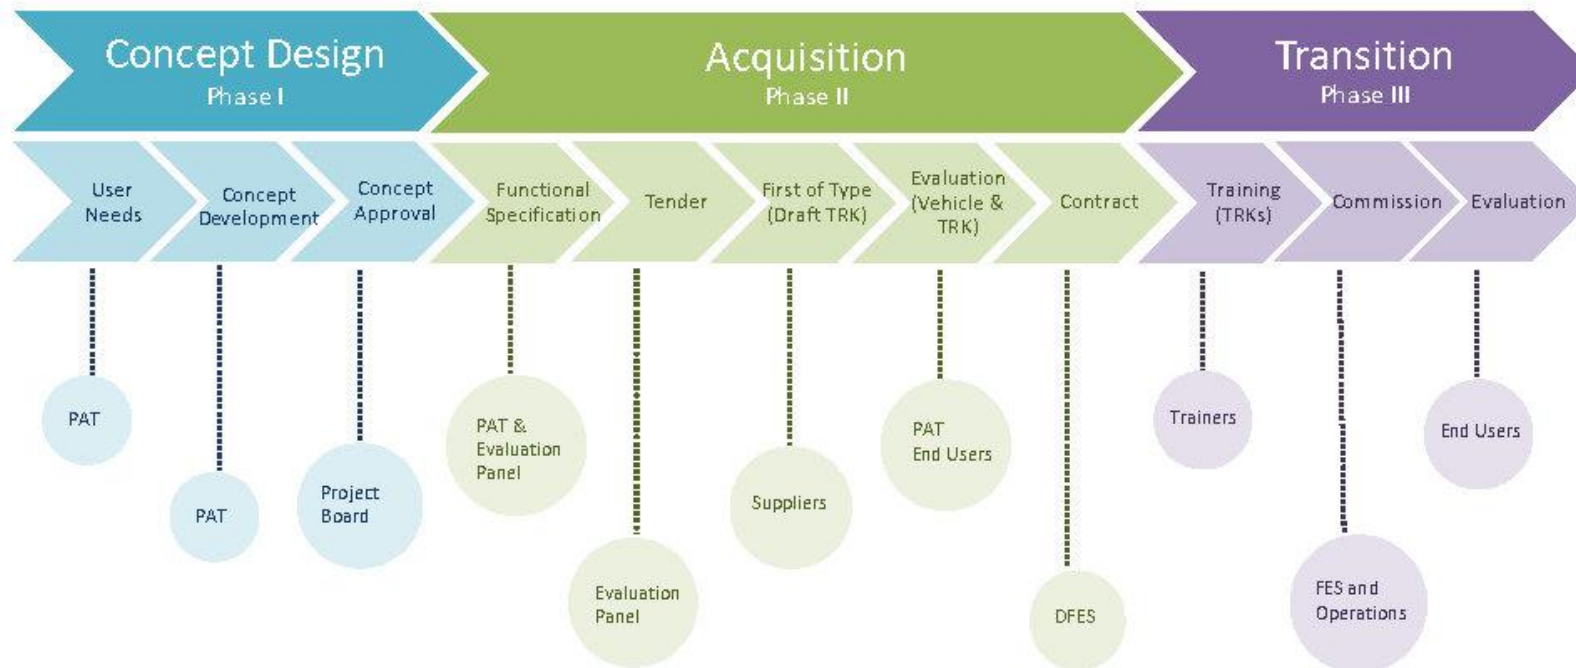 Concept Design
Phase I
Acquisition
Phase II
Transition
Phase III
User
Needs
Concept
Development
Concept
Approval
Functional
Specification
Tender
First of Type
(Draft TRK)
Evaluation
(Vehicle &
TRK)
Contract
Training
(TRKs)
Commission
Evaluation
PAT
PAT
Project
Board
PAT &
Evaluation
Panel
Evaluation
Panel
Suppliers
PAT
End Users
DFES
Trainers
FES and
Operations
End Users